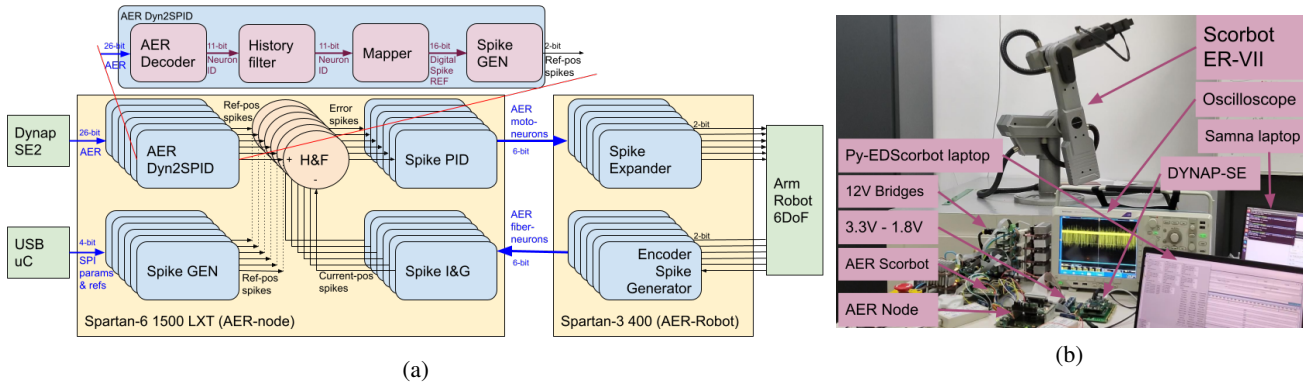 AER Dyn2SPID
26-bit
AER
AER
Decoder
11-bit
Neuron
ID
History
filter
11-bit
Neuron
ID
Mapper
16-bit
Digital
Spike
REF
Spike
GEN
2-bit
Ref-pos
spikes
Dynap
SE2
26-bit
AER
AER
Dyn2SPID
Ref-pos
spikes
H&F
+
-
Error
spikes
Spike PID
AER
moto-
neurons
6-bit
Spike
Expander
2-bit
Arm
Robot
6DoF
USB
uC
4-bit
SPI
params
& refs
Spike GEN
Ref-pos
spikes
Current-pos
spikes
Spike I&G
AER
fiber-
neurons
6-bit
Encoder
Spike
Generator
2-bit
Spartan-6 1500 LXT (AER-node)
Spartan-3 400 (AER-Robot)
(a)
Scorbot
ER-VII
Oscilloscope
Samna laptop
Py-EDScorbot laptop
DYNAP-SE
12V Bridges
3.3V - 1.8V
AER Scorbot
AER Node
(b)